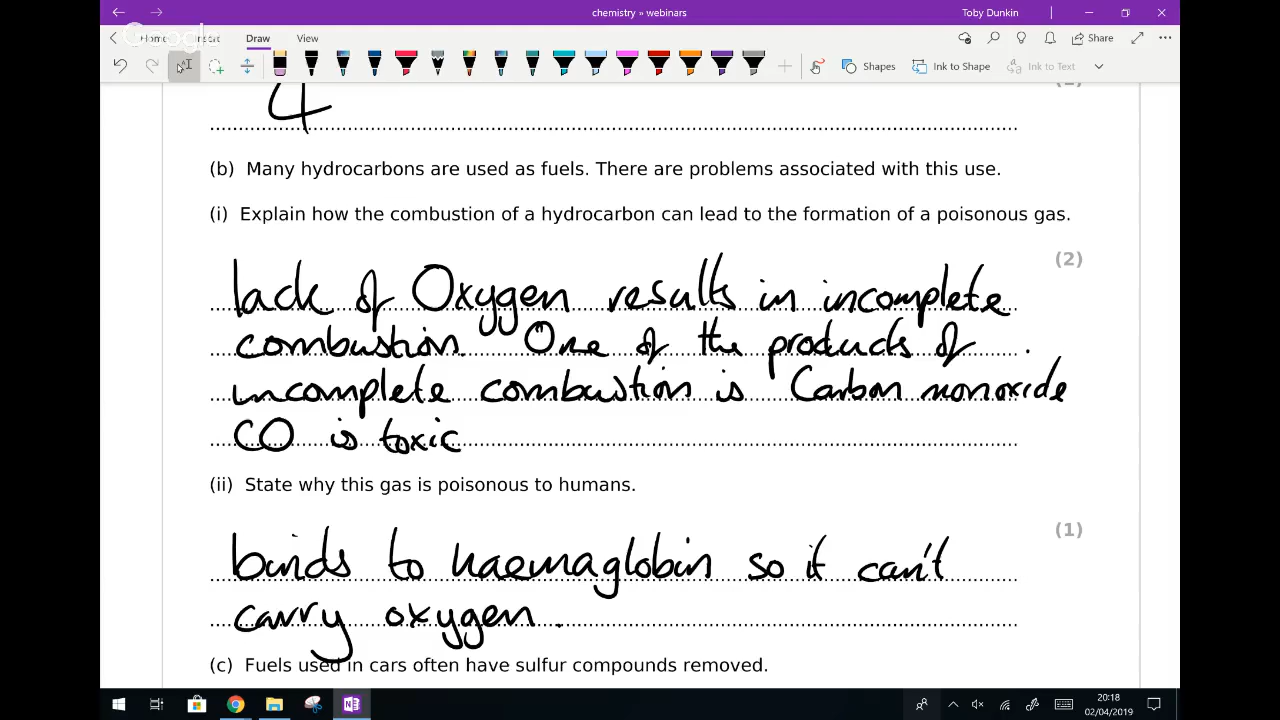 chemistry » webinars
Toby Dunkin
Google
Home Insert Draw View
Share
Shapes Ink to Shape Ink to Text
4
(b) Many hydrocarbons are used as fuels. There are problems associated with this use.
(i) Explain how the combustion of a hydrocarbon can lead to the formation of a poisonous gas.
(2)
lack of Oxygen results in incomplete
combustion. One of the products of
incomplete combustion is Carbon monoxide
CO is toxic
(ii) State why this gas is poisonous to humans.
(1)
binds to haemaglobin so it can't
carry oxygen.
(c) Fuels used in cars often have sulfur compounds removed.
20:18
02/04/2019